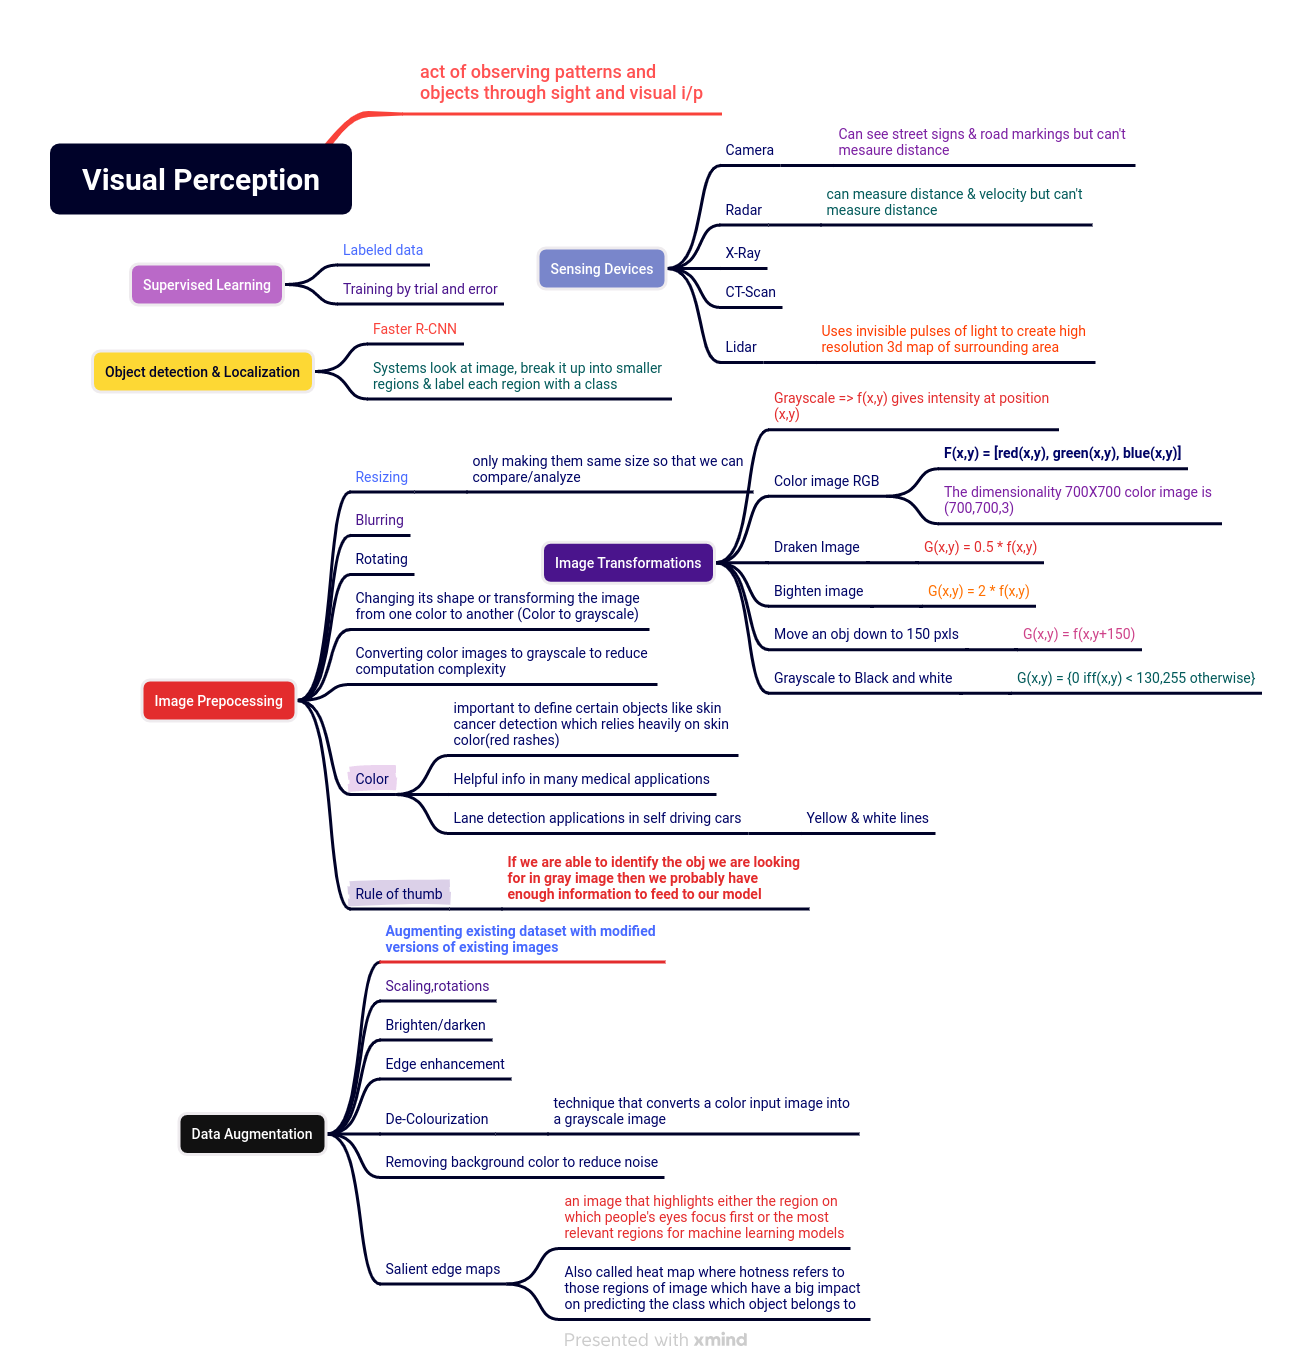 act of observing patterns and
objects through sight and visual i/p
Visual Perception
Sensing Devices
Camera
Can see street signs & road markings but can't
mesaure distance
Radar
can measure distance & velocity but can't
measure distance
X-Ray
CT-Scan
Lidar
Uses invisible pulses of light to create high
resolution 3d map of surrounding area
Supervised Learning
Labeled data
Training by trial and error
Object detection & Localization
Faster R-CNN
Systems look at image, break it up into smaller
regions & label each region with a class
Image Transformations
Grayscale => f(x,y) gives intensity at position
(x,y)
Color image RGB
F(x,y) = [red(x,y), green(x,y), blue(x,y)]
The dimensionality 700X700 color image is
(700,700,3)
Draken Image
G(x,y) = 0.5 * f(x,y)
Bighten image
G(x,y) = 2 * f(x,y)
Move an obj down to 150 pxls
G(x,y) = f(x,y+150)
Grayscale to Black and white
G(x,y) = {0 iff(x,y) < 130,255 otherwise}
Image Prepocessing
Resizing
only making them same size so that we can
compare/analyze
Blurring
Rotating
Changing its shape or transforming the image
from one color to another (Color to grayscale)
Converting color images to grayscale to reduce
computation complexity
Color
important to define certain objects like skin
cancer detection which relies heavily on skin
color(red rashes)
Helpful info in many medical applications
Lane detection applications in self driving cars
Yellow & white lines
Rule of thumb
If we are able to identify the obj we are looking
for in gray image then we probably have
enough information to feed to our model
Data Augmentation
Augmenting existing dataset with modified
versions of existing images
Scaling,rotations
Brighten/darken
Edge enhancement
De-Colourization
technique that converts a color input image into
a grayscale image
Removing background color to reduce noise
Salient edge maps
an image that highlights either the region on
which people's eyes focus first or the most
relevant regions for machine learning models
Also called heat map where hotness refers to
those regions of image which have a big impact
on predicting the class which object belongs to
Presented with xmind